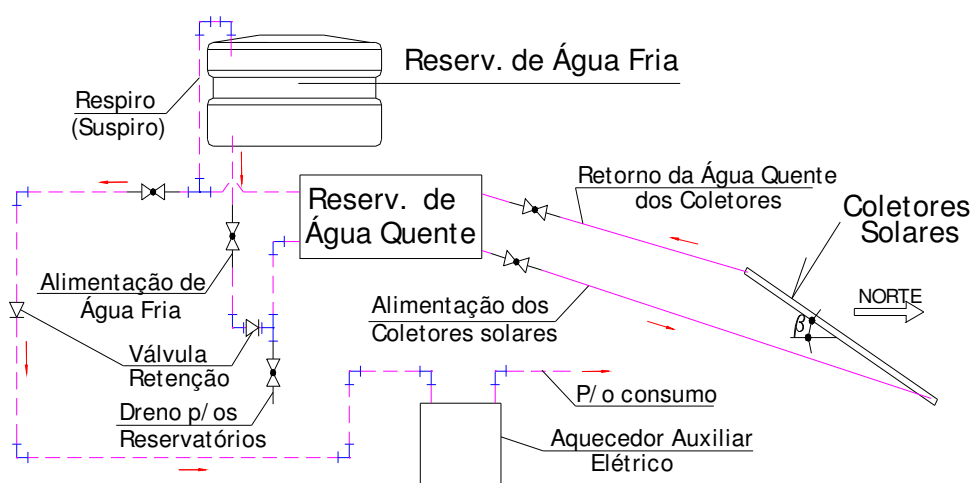 Reserv. de Água Fria
Respiro
(Suspiro)
Reserv. de
Água Quente
Retorno da Água Quente
dos Coletores
Coletores
Solares
NORTE
β
Alimentação de
Água Fria
Alimentação dos
Coletores solares
Válvula
Retenção
Dreno p/ os
Reservatórios
P/ o consumo
Aquecedor Auxiliar
Elétrico